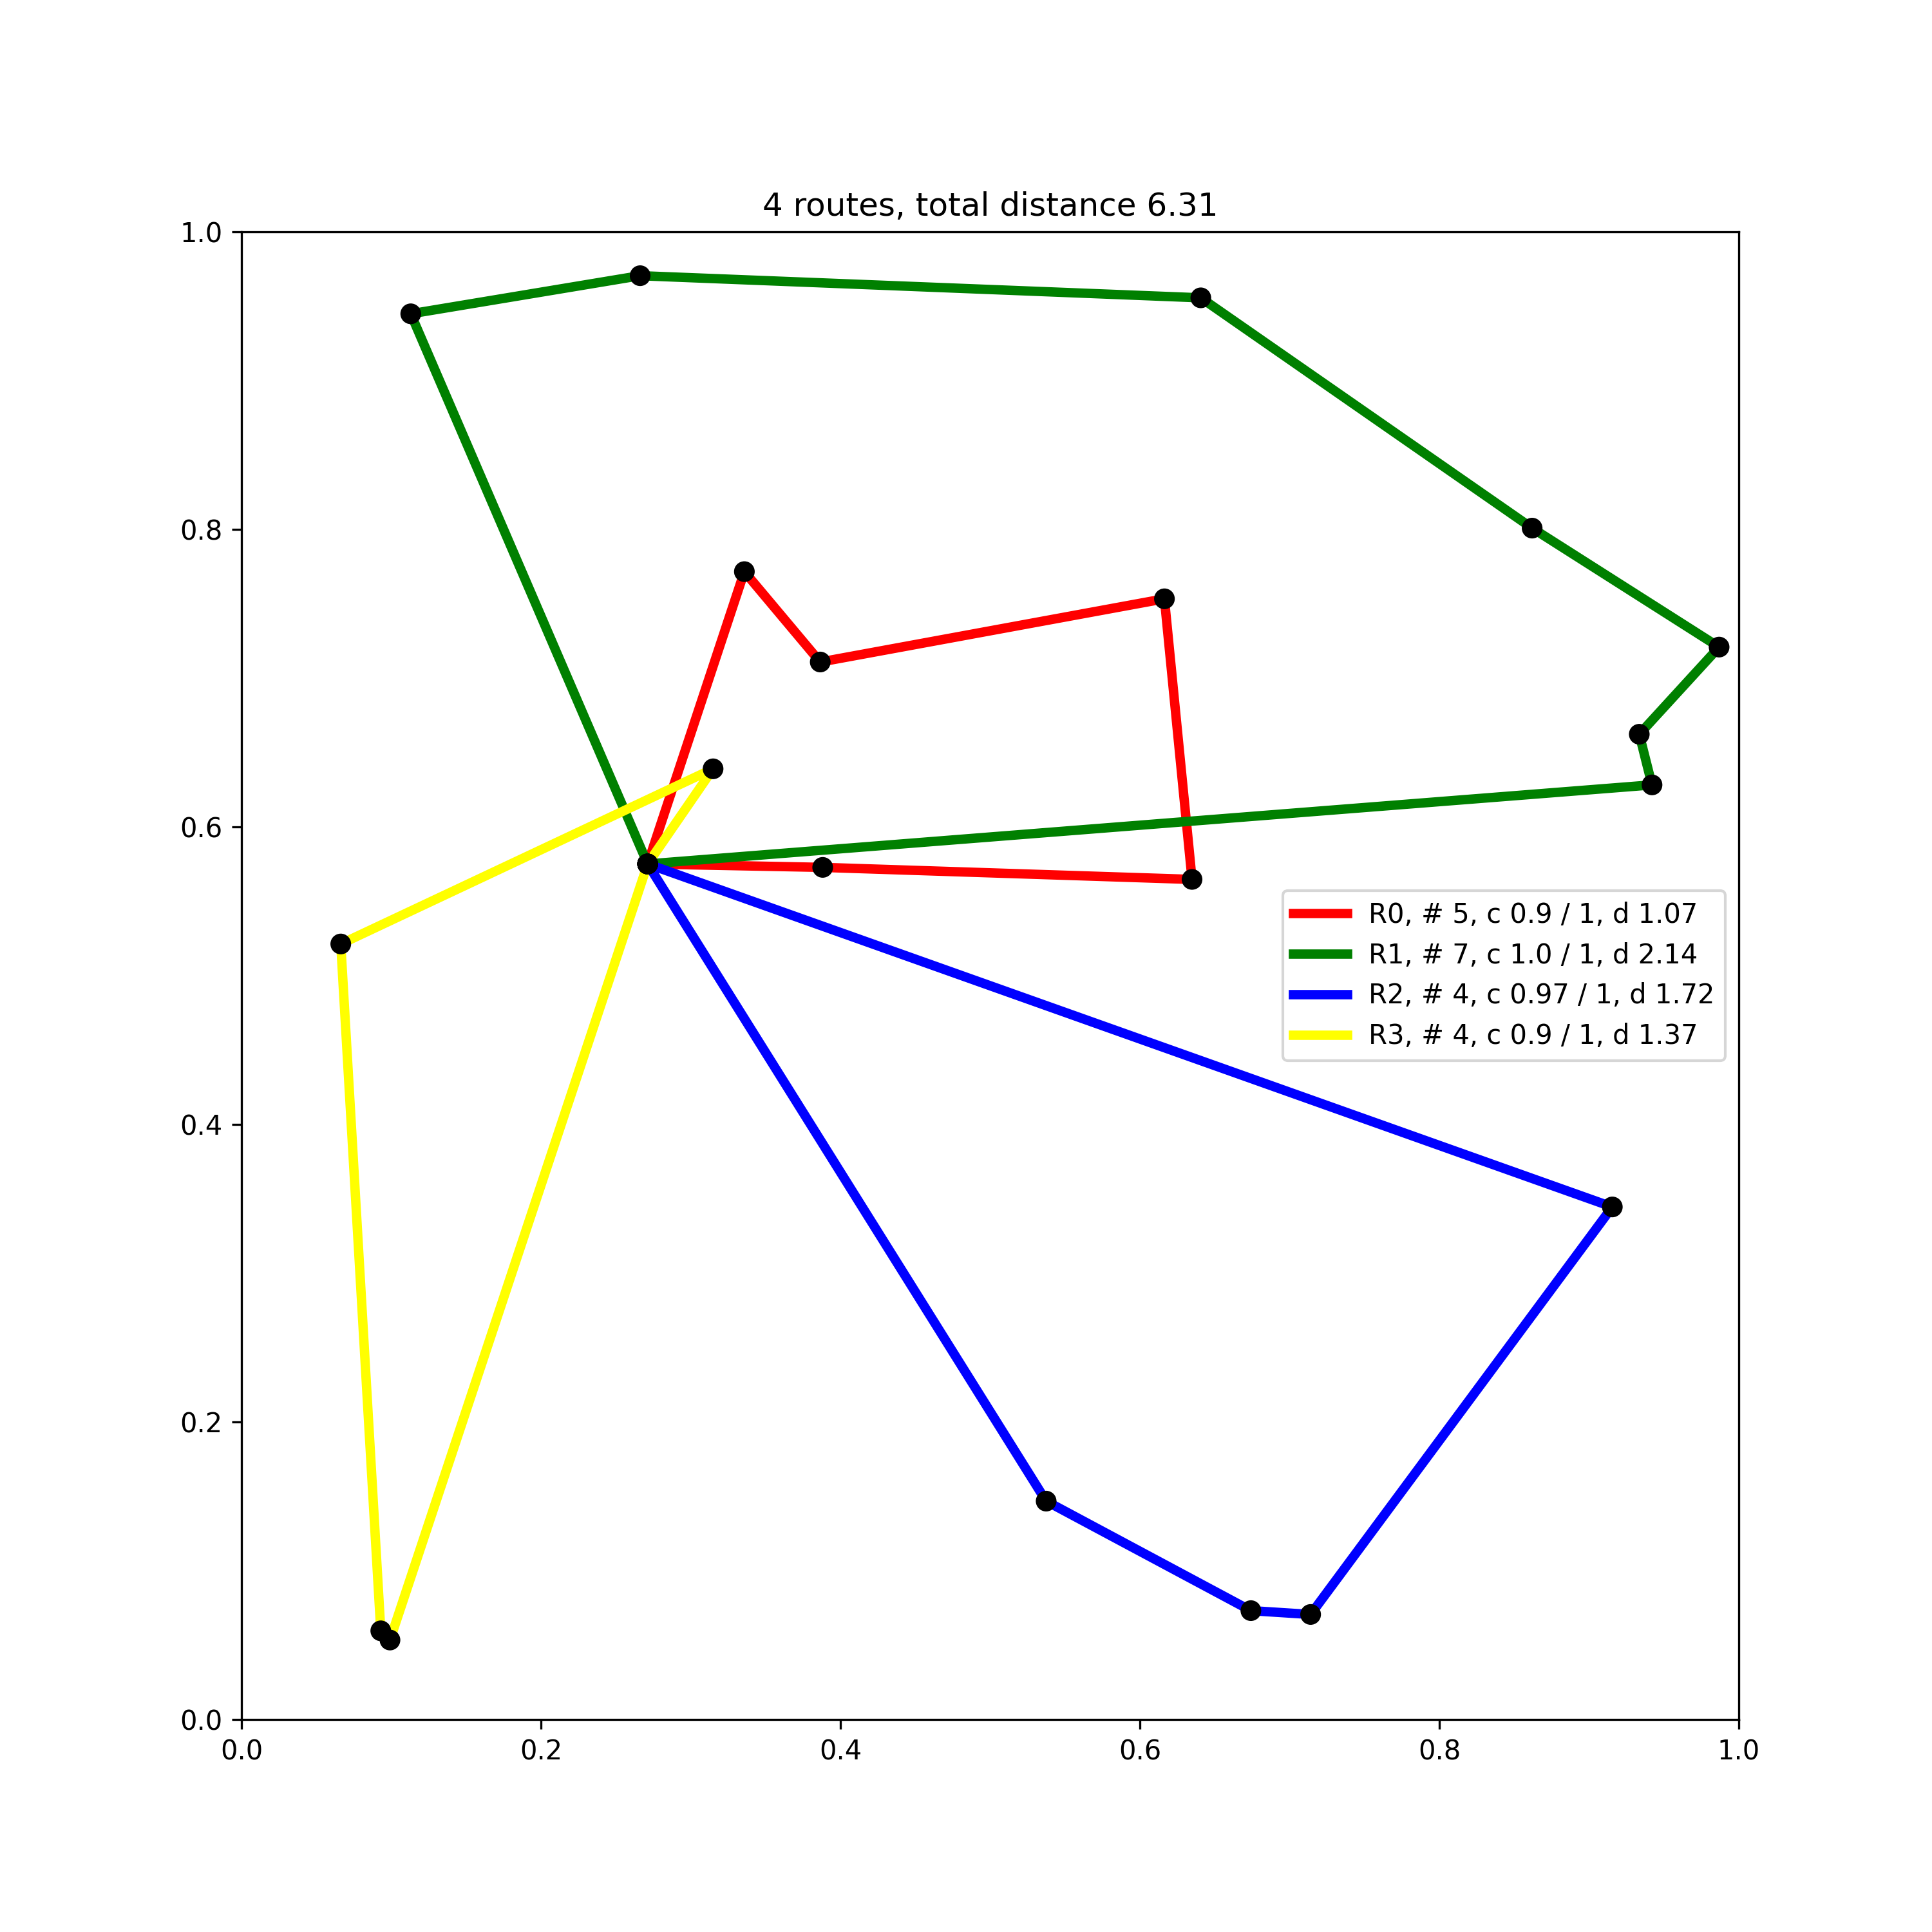 4 routes, total distance 6.31
1.0
0.8
0.6
0.4
0.2
0.0
R0, # 5, c 0.9 / 1, d 1.07
R1, # 7, c 1.0 / 1, d 2.14
R2, # 4, c 0.97 / 1, d 1.72
R3, # 4, c 0.9 / 1, d 1.37
0.0 0.2 0.4 0.6 0.8 1.0